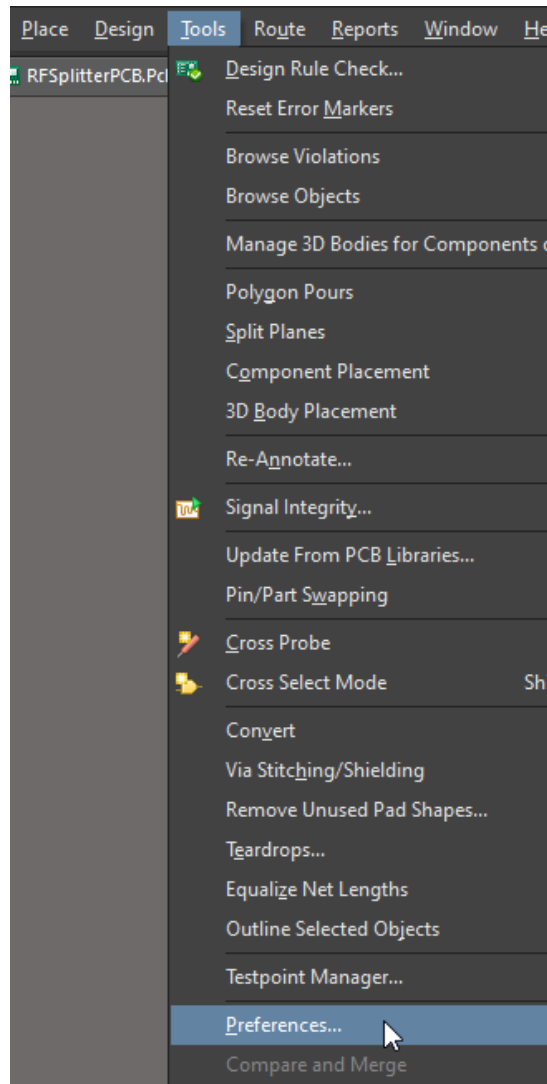 Place Design Tools Route Reports Window He
RFSplitterPCB.Pcl
Design Rule Check...
Reset Error Markers
Browse Violations
Browse Objects
Manage 3D Bodies for Components o
Polygon Pours
Split Planes
Component Placement
3D Body Placement
Re-Annotate...
Signal Integrity...
Update From PCB Libraries...
Pin/Part Swapping
Cross Probe
Cross Select Mode Sh
Convert
Via Stitching/Shielding
Remove Unused Pad Shapes...
Teardrops...
Equalize Net Lengths
Outline Selected Objects
Testpoint Manager...
Preferences...
Compare and Merge